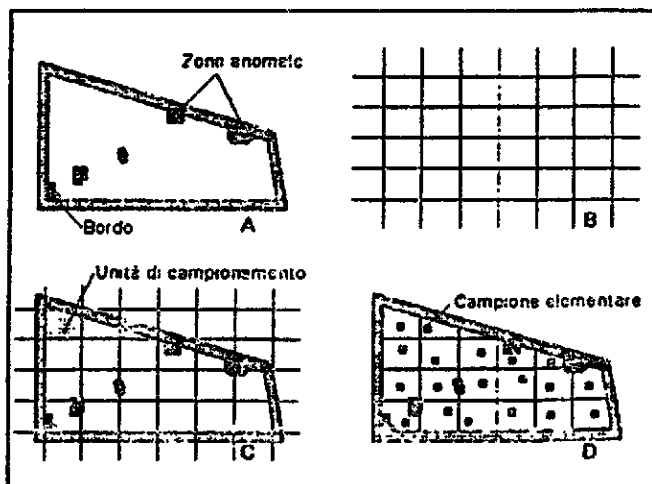 Zone anomale
Bordo
A
B
Unità di campionamento
C
Campione elementare
D